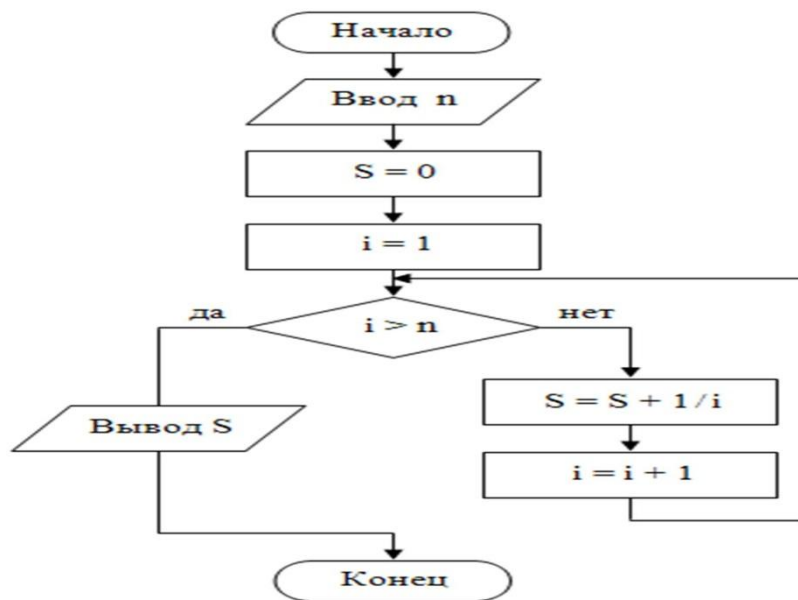 Начало
Ввод n
S = 0
i = 1
i > n
да
нет
S = S + 1/i
i = i + 1
Вывод S
Конец